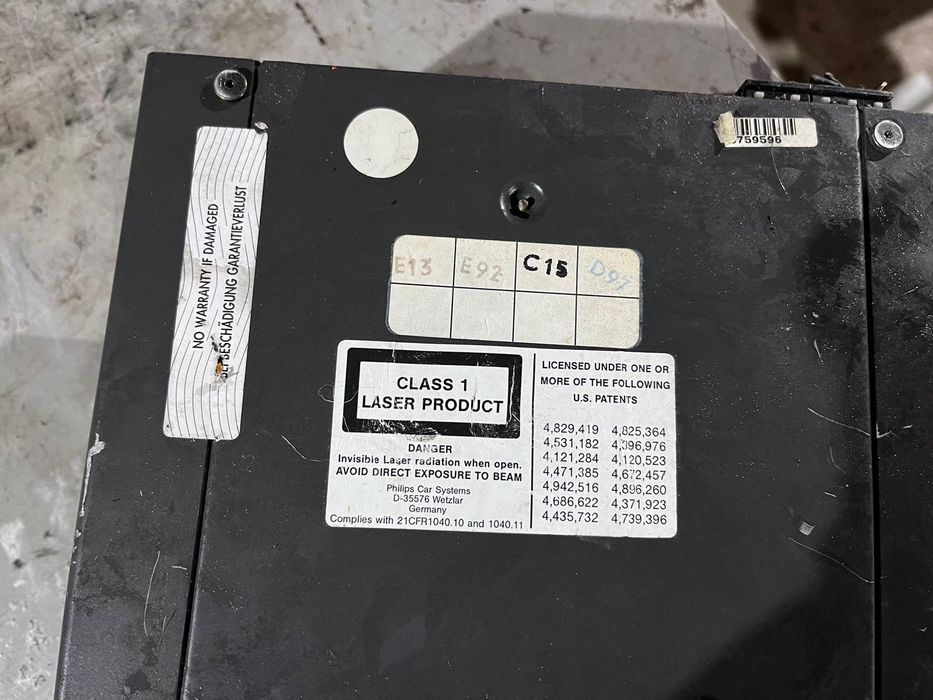 759596
NO WARRANTY IF DAMAGED
BEI BESCHÄDIGUNG GARANTIEVERLUST
E13 E92 C15 D97
CLASS 1
LASER PRODUCT
DANGER
Invisible Laser radiation when open.
AVOID DIRECT EXPOSURE TO BEAM
Philips Car Systems
D-35576 Wetzlar
Germany
Complies with 21CFR1040.10 and 1040.11
LICENSED UNDER ONE OR
MORE OF THE FOLLOWING
U.S. PATENTS
4,829,419 4,825,364
4,531,182 4,396,976
4,121,284 4,120,523
4,471,385 4,672,457
4,942,516 4,896,260
4,686,622 4,371,923
4,435,732 4,739,396